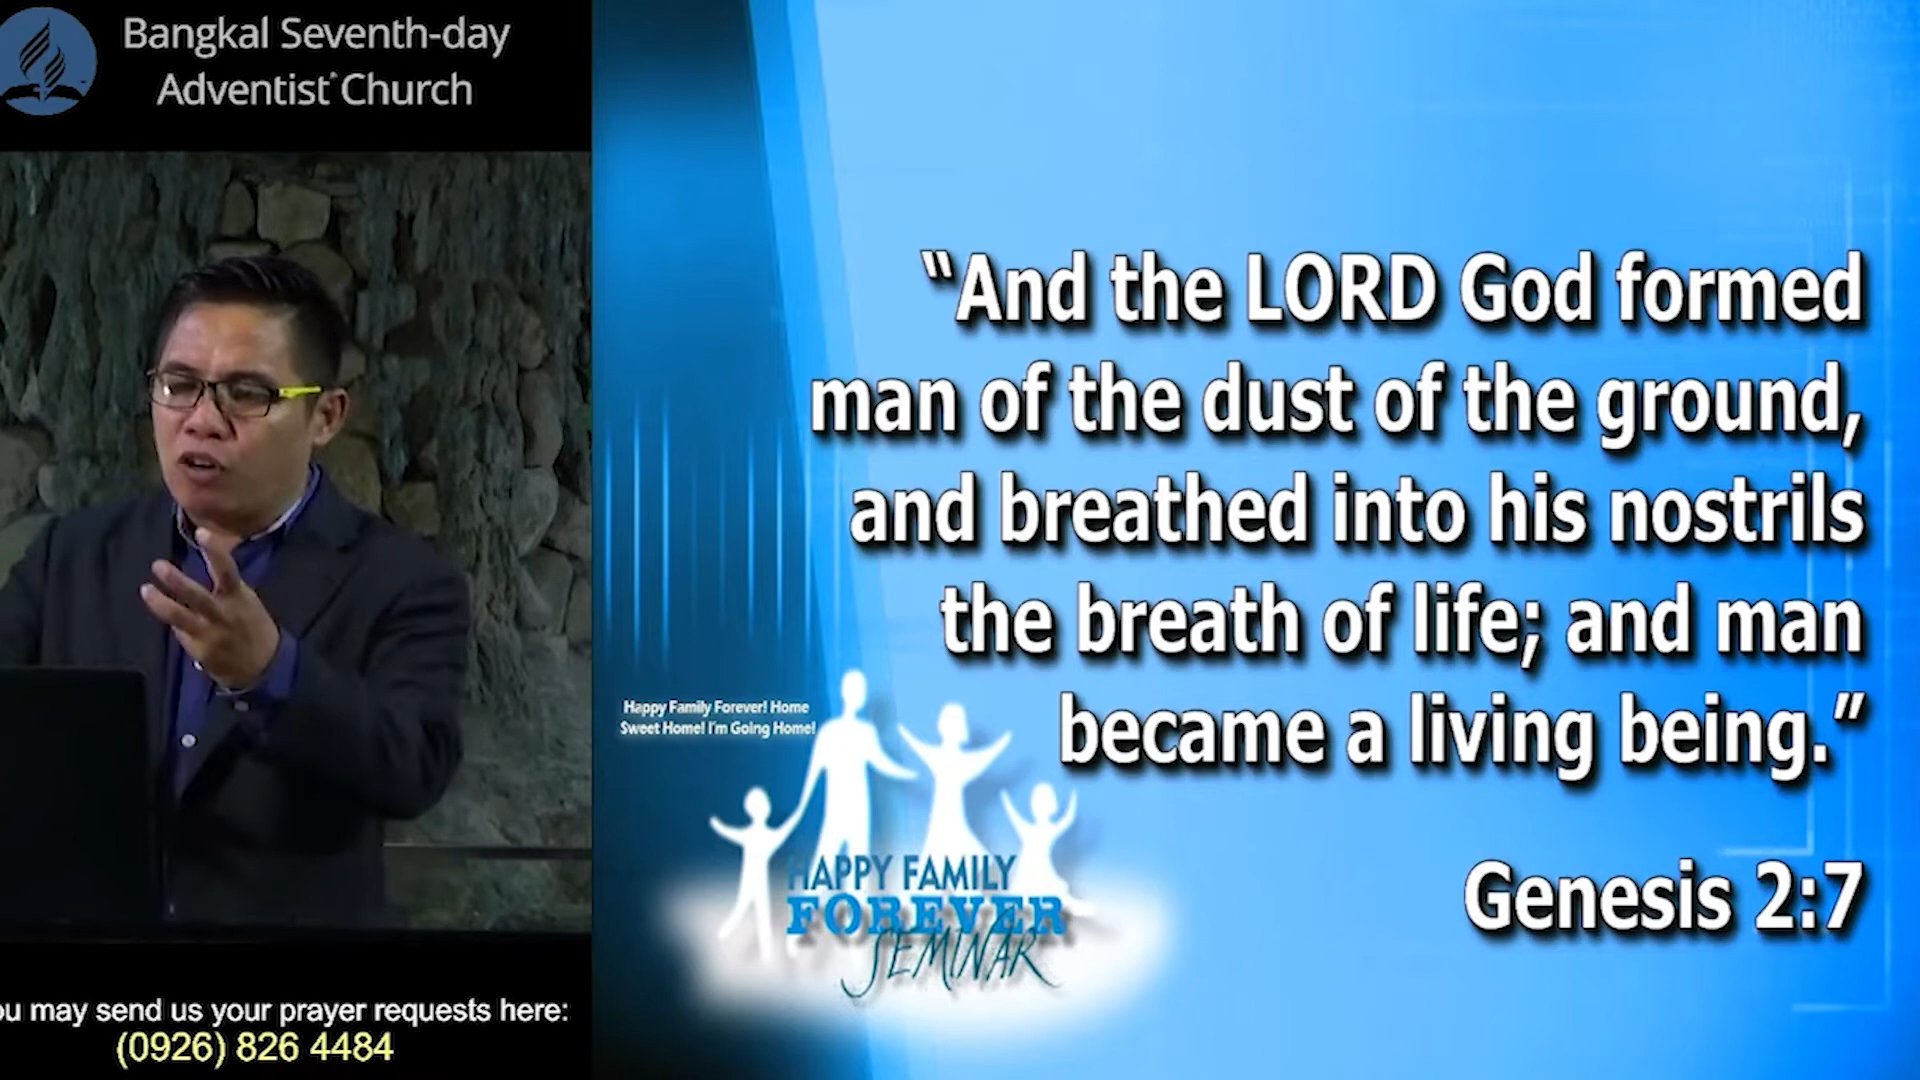 Bangkal Seventh-day
Adventist Church
“And the LORD God formed
man of the dust of the ground,
and breathed into his nostrils
the breath of life; and man
became a living being.”
Genesis 2:7
Happy Family Forever! Home
Sweet Home! I'm Going Home!
HAPPY FAMILY
FOREVER
SEMINAR
ou may send us your prayer requests here:
(0926) 826 4484